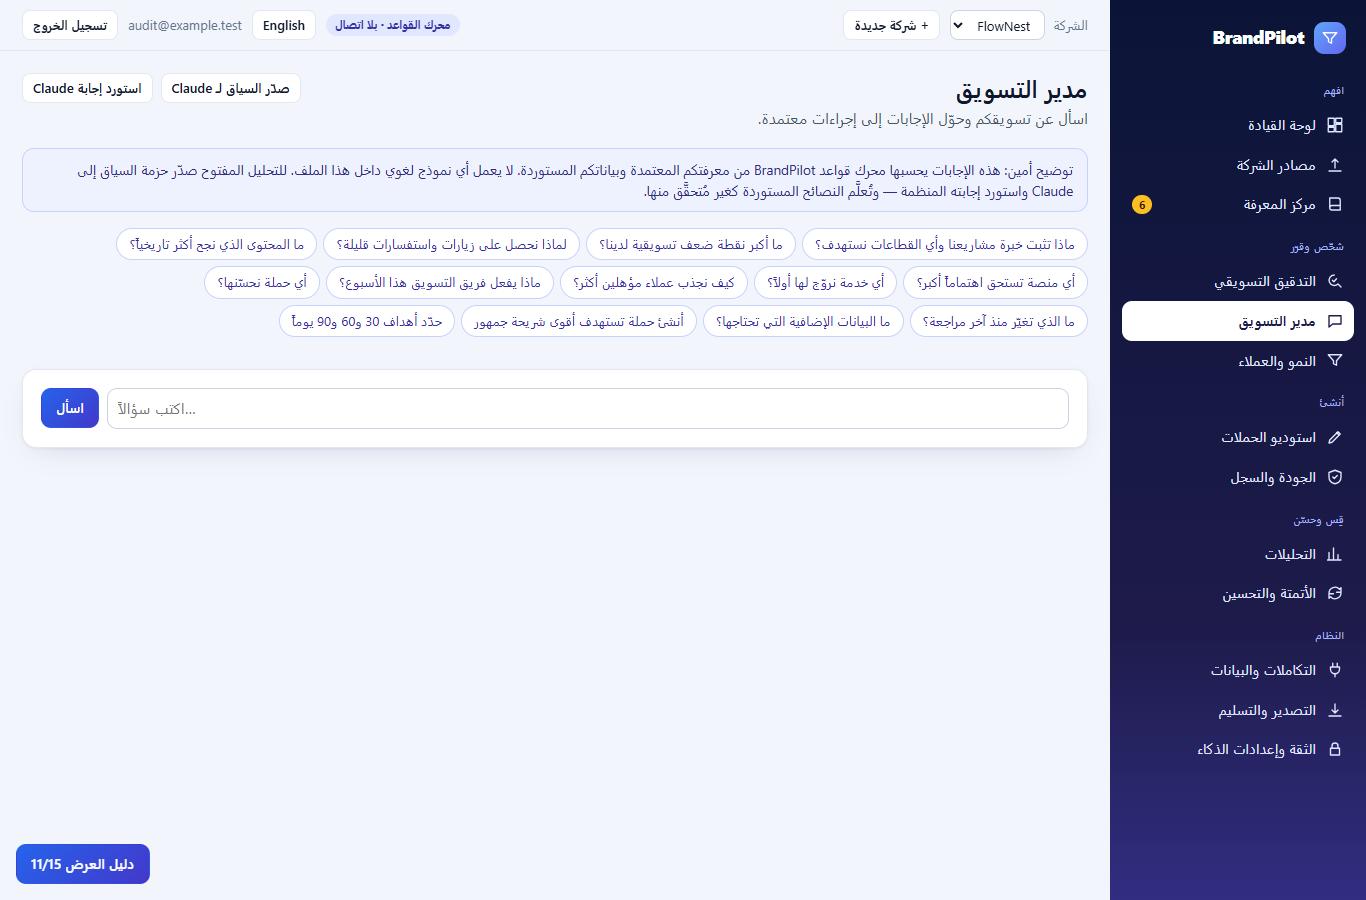 BrandPilot
افهم
لوحة القيادة
مصادر الشركة
مركز المعرفة
6
شخّص وقرّر
التدقيق التسويقي
مدير التسويق
النمو والعملاء
أنشئ
استوديو الحملات
الجودة والسجل
قِس وحسّن
التحليلات
الأتمتة والتحسين
النظام
التكاملات والبيانات
التصدير والتسليم
الثقة وإعدادات الذكاء
الشركة
FlowNest
+ شركة جديدة
محرك القواعد · بلا اتصال
English
audit@example.test
تسجيل الخروج
مدير التسويق
اسأل عن تسويقكم وحوّل الإجابات إلى إجراءات معتمدة.
صدّر السياق لـ Claude
استورد إجابة Claude
توضيح أمين: هذه الإجابات يحسبها محرك قواعد BrandPilot من معرفتكم المعتمدة وبياناتكم المستوردة. لا يعمل أي نموذج لغوي داخل هذا الملف. للتحليل المفتوح صدّر حزمة السياق إلى
Claude واستورد إجابته المنظمة — وتُعلَّم النصائح المستوردة كغير مُتحقَّق منها.
ماذا تثبت خبرة مشاريعنا وأي القطاعات نستهدف؟
ما أكبر نقطة ضعف تسويقية لدينا؟
لماذا نحصل على زيارات واستفسارات قليلة؟
ما المحتوى الذي نجح أكثر تاريخياً؟
أي منصة تستحق اهتماماً أكبر؟
أي خدمة نروّج لها أولاً؟
كيف نجذب عملاء مؤهلين أكثر؟
ماذا يفعل فريق التسويق هذا الأسبوع؟
أي حملة نحسّنها؟
ما الذي تغيّر منذ آخر مراجعة؟
ما البيانات الإضافية التي تحتاجها؟
أنشئ حملة تستهدف أقوى شريحة جمهور
حدّد أهداف 30 و60 و90 يوماً
اكتب سؤالاً...
اسأل
دليل العرض 11/15